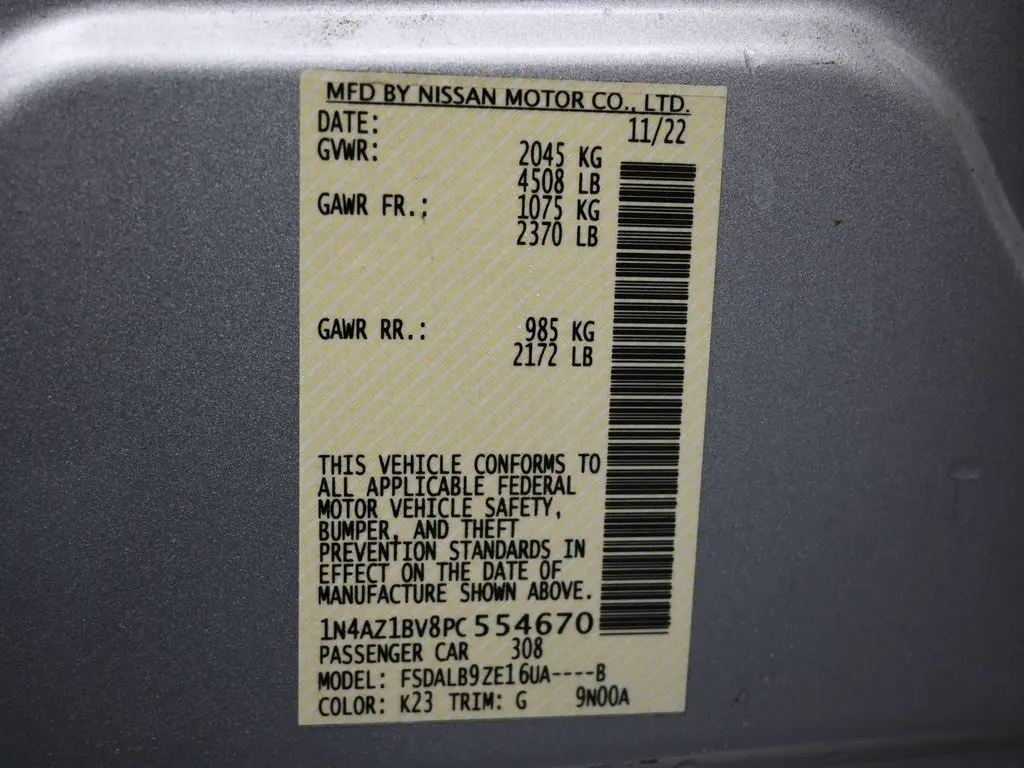 MFD BY NISSAN MOTOR CO., LTD.
DATE: 11/22
GVWR: 2045 KG
4508 LB
GAWR FR.: 1075 KG
2370 LB
GAWR RR.: 985 KG
2172 LB
THIS VEHICLE CONFORMS TO
ALL APPLICABLE FEDERAL
MOTOR VEHICLE SAFETY,
BUMPER, AND THEFT
PREVENTION STANDARDS IN
EFFECT ON THE DATE OF
MANUFACTURE SHOWN ABOVE.
1N4AZ1BV8PC 554670
PASSENGER CAR 308
MODEL: FSDALB9ZE16UA----B
COLOR: K23 TRIM: G 9N00A